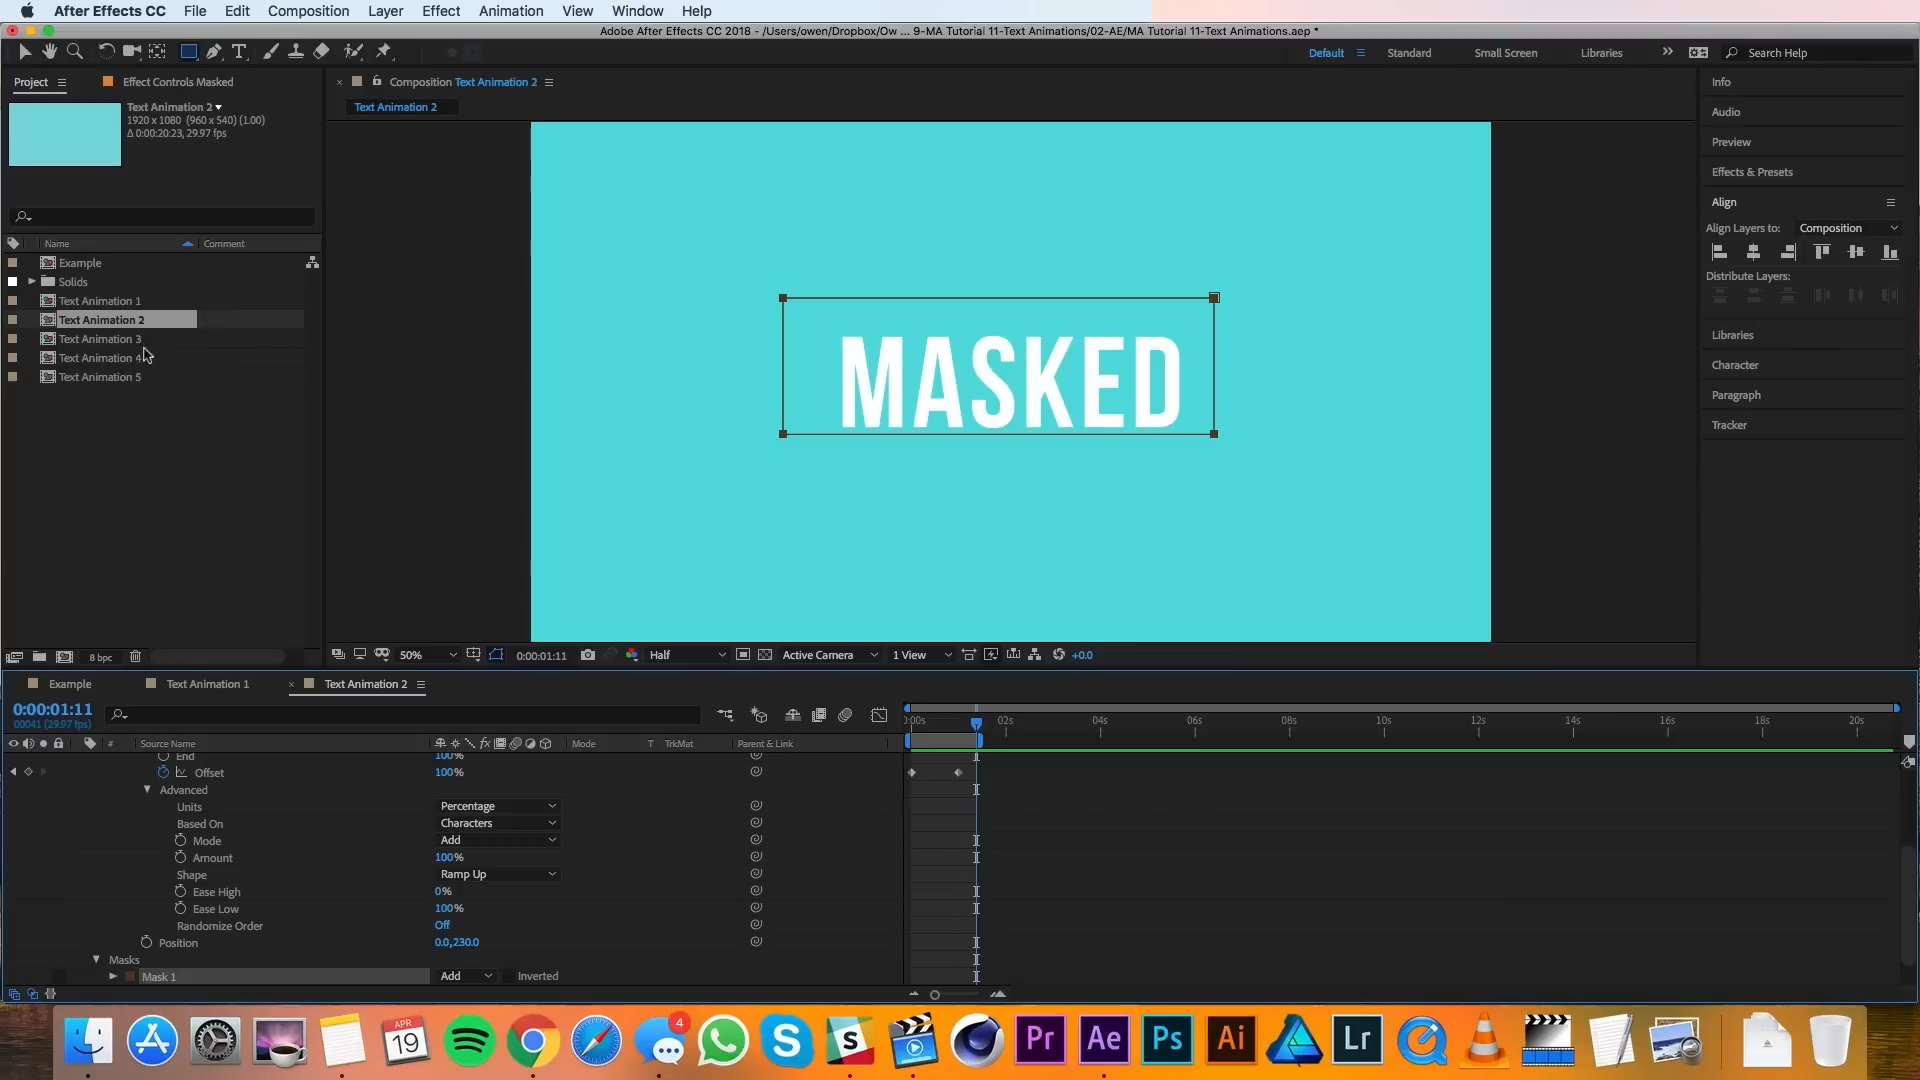 After Effects CC File Edit Composition Layer Effect Animation View Window Help
Adobe After Effects CC 2018 - /Users/owen/Dropbox/Ow ... 9-MA Tutorial 11-Text Animations/02-AE/MA Tutorial 11-Text Animations.aep *
Default Standard Small Screen Libraries Search Help
Project Effect Controls Masked
Composition Text Animation 2
Text Animation 2
1920 x 1080 (960 x 540) (1.00)
Δ 0:00:20:23, 29.97 fps
Text Animation 2
Name Comment
Example
Solids
Text Animation 1
Text Animation 2
Text Animation 3
Text Animation 4
Text Animation 5
MASKED
Info
Audio
Preview
Effects & Presets
Align
Align Layers to: Composition
Distribute Layers:
Libraries
Character
Paragraph
Tracker
8 bpc
50% 0:00:01:11 Half Active Camera 1 View +0.0
Example Text Animation 1 Text Animation 2
0:00:01:11
00041 (29.97 fps)
0:00s 02s 04s 06s 08s 10s 12s 14s 16s 18s 20s
# Source Name Mode T TrkMat Parent & Link
End 100%
Offset 100%
Advanced
Units Percentage
Based On Characters
Mode Add
Amount 100%
Shape Ramp Up
Ease High 0%
Ease Low 100%
Randomize Order Off
Position 0.0,230.0
Masks
Mask 1 Add Inverted
APR
19
4
Pr Ae Ps Ai Lr